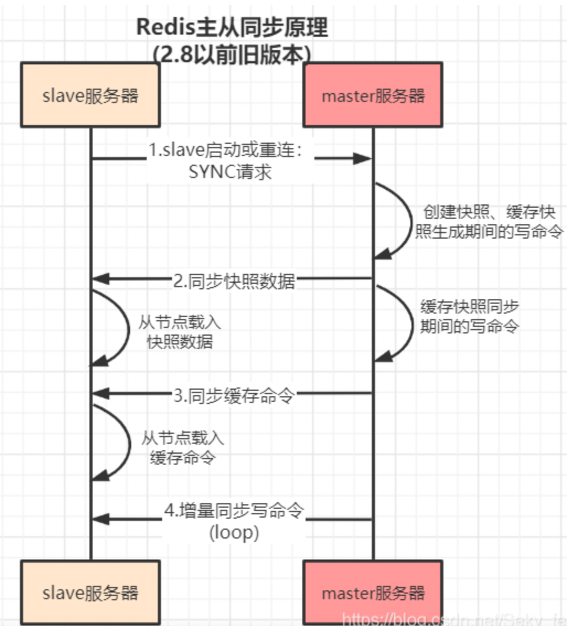 Redis主从同步原理
(2.8以前旧版本)
slave服务器
master服务器
1.slave启动或重连：
SYNC请求
创建快照、缓存快
照生成期间的写命令
2.同步快照数据
缓存快照同步
期间的写命令
从节点载入
快照数据
3.同步缓存命令
从节点载入
缓存命令
4.增量同步写命令
(loop)
slave服务器
master服务器